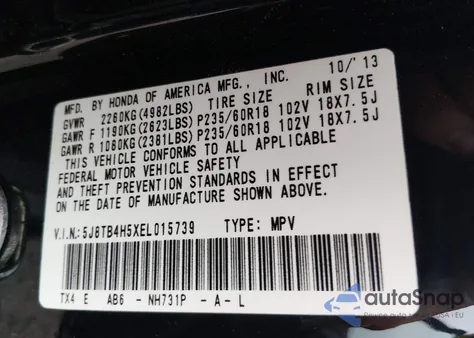 MFD. BY HONDA OF AMERICA MFG., INC. 10/'13
GVWR 2260KG(4982LBS) TIRE SIZE RIM SIZE
GAWR F 1190KG(2623LBS) P235/60R18 102V 18X7.5J
GAWR R 1080KG(2381LBS) P235/60R18 102V 18X7.5J
THIS VEHICLE CONFORMS TO ALL APPLICABLE
FEDERAL MOTOR VEHICLE SAFETY
AND THEFT PREVENTION STANDARDS IN EFFECT
ON THE DATE OF MANUFACTURE SHOWN ABOVE.
V.I.N.: 5J8TB4H5XEL015739 TYPE: MPV
TX4 E AB6 - NH731P - A - L
autoSnap